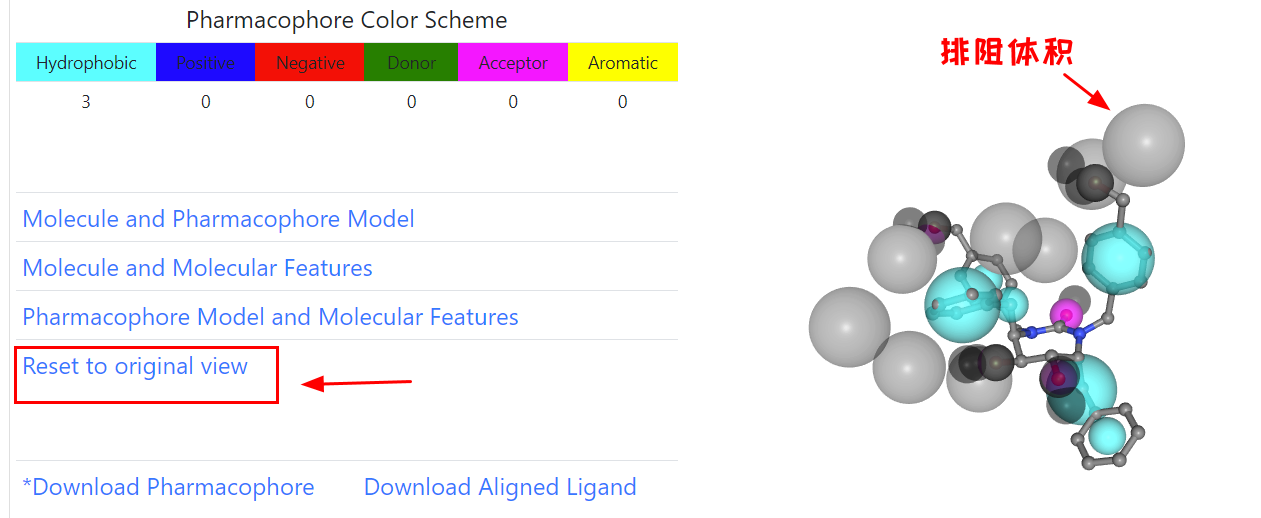 Pharmacophore Color Scheme
Hydrophobic Positive Negative Donor Acceptor Aromatic
3 0 0 0 0 0
Molecule and Pharmacophore Model
Molecule and Molecular Features
Pharmacophore Model and Molecular Features
Reset to original view
*Download Pharmacophore Download Aligned Ligand
排阻体积